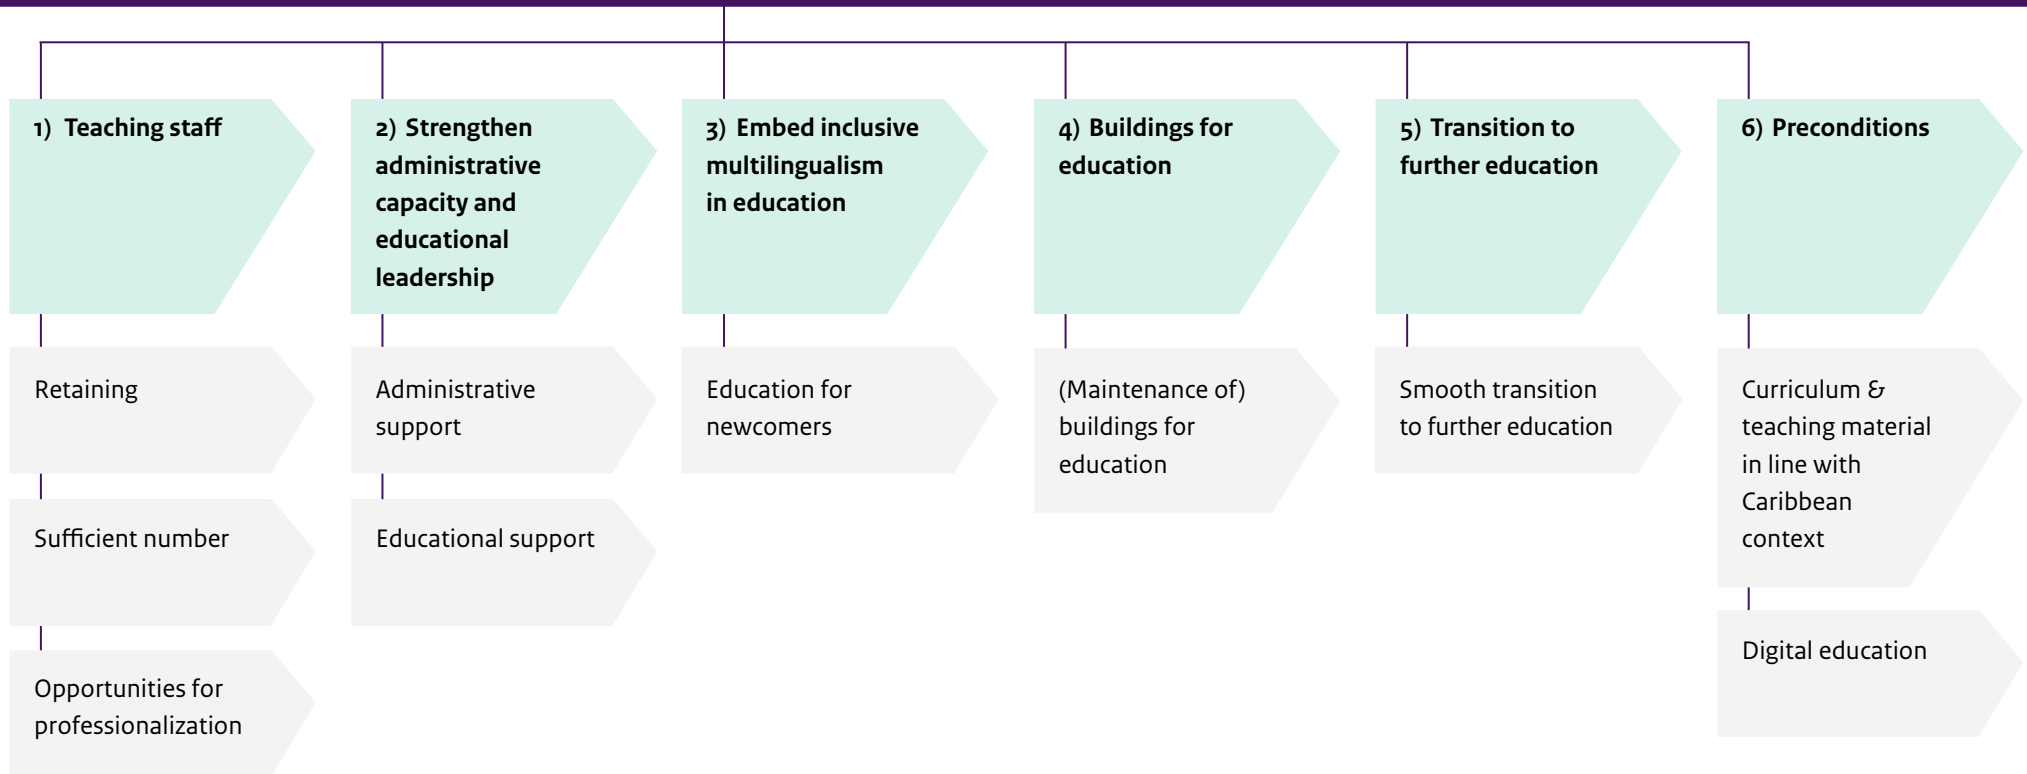 1) Teaching staff
2) Strengthen
administrative
capacity and
educational
leadership
3) Embed inclusive
multilingualism
in education
4) Buildings for
education
5) Transition to
further education
6) Preconditions
Retaining
Sufficient number
Opportunities for
professionalization
Administrative
support
Educational support
Education for
newcomers
(Maintenance of)
buildings for
education
Smooth transition
to further education
Curriculum &
teaching material
in line with
Caribbean
context
Digital education